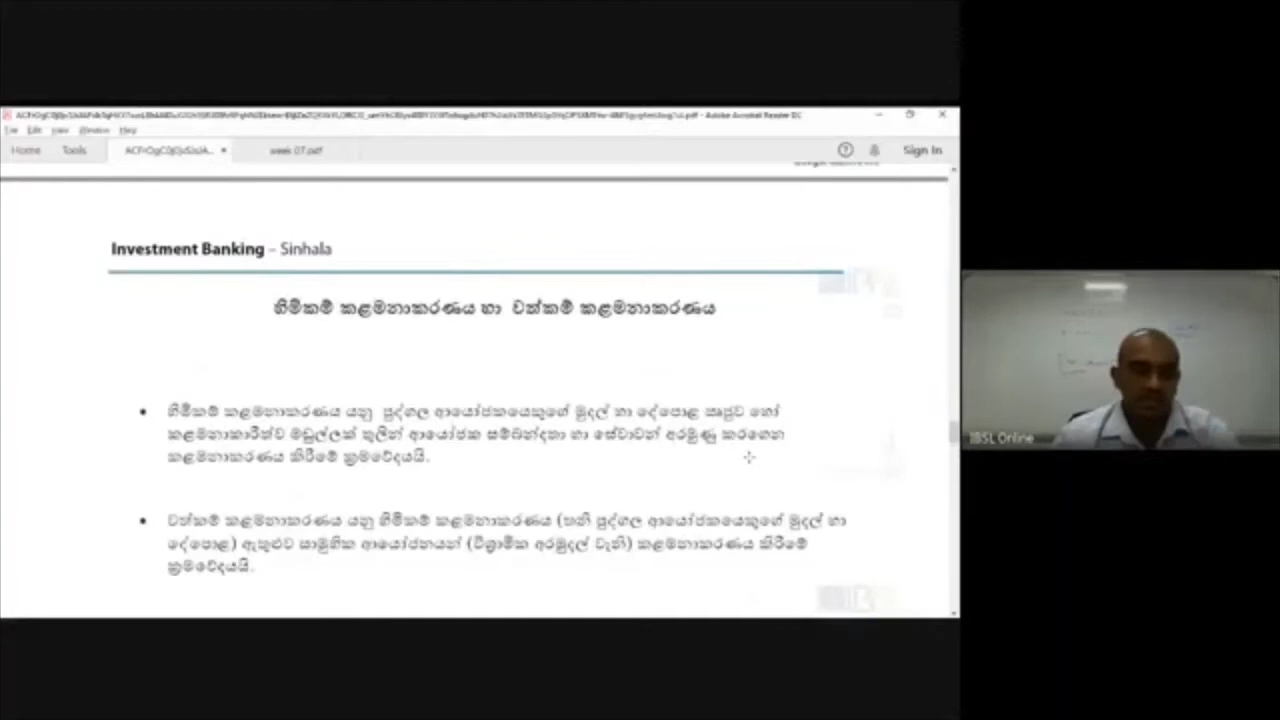 Home Tools week 07.pdf Sign In
Investment Banking – Sinhala
හිමිකම් කළමනාකරණය හා වත්කම් කළමනාකරණය
• හිමිකම් කළමනාකරණය යනු පුද්ගල ආයෝජකයෙකුගේ මුදල් හා දේපොළ සෘජුව හෝ
කළමනාකාරීත්ව මඩුල්ලක් තුලින් ආයෝජක සම්බන්දතා හා සේවාවන් අරමුණු කරගෙන
කළමනාකරණය කිරීමේ ක්‍රමවේදයයි.
• වත්කම් කළමනාකරණය යනු හිමිකම් කළමනාකරණය (තනි පුද්ගල ආයෝජකයෙකුගේ මුදල් හා
දේපොළ) ඇතුළුව සාමුහික ආයෝජනයන් (විශ්‍රාමික අරමුදල් වැනි) කළමනාකරණය කිරීමේ
ක්‍රමවේදයයි.
IBSL Online